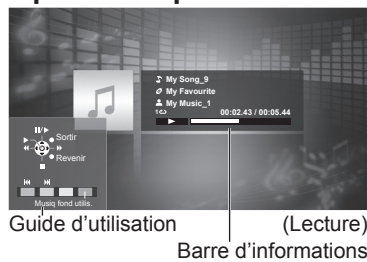 My Song_9
My Favourite
My Music_1
00:02.43 / 00:05.44
Sortir
Revenir
Musiq fond utilis.
Guide d'utilisation
(Lecture)
Barre d'informations